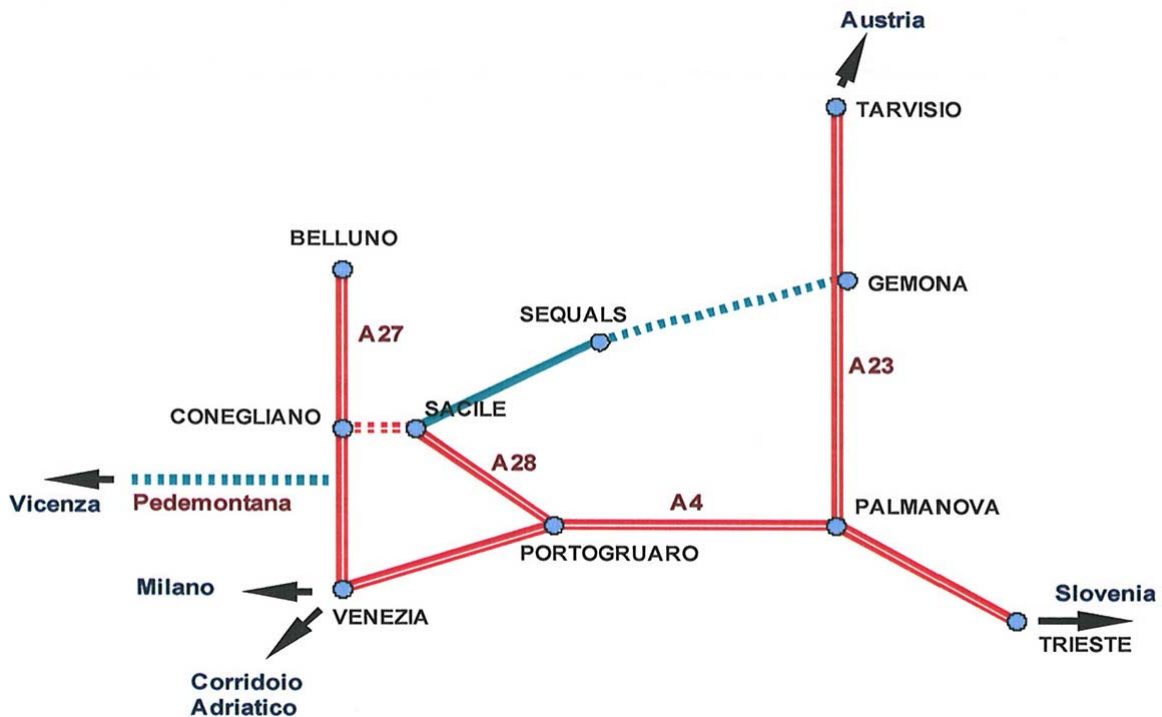 Austria
TARVISIO
BELLUNO
GEMONA
SEQUALS
A27
A23
SACILE
CONEGLIANO
A28
Vicenza
Pedemontana
A4
PALMANOVA
PORTOGRUARO
Milano
VENEZIA
Slovenia
TRIESTE
Corridoio
Adriatico